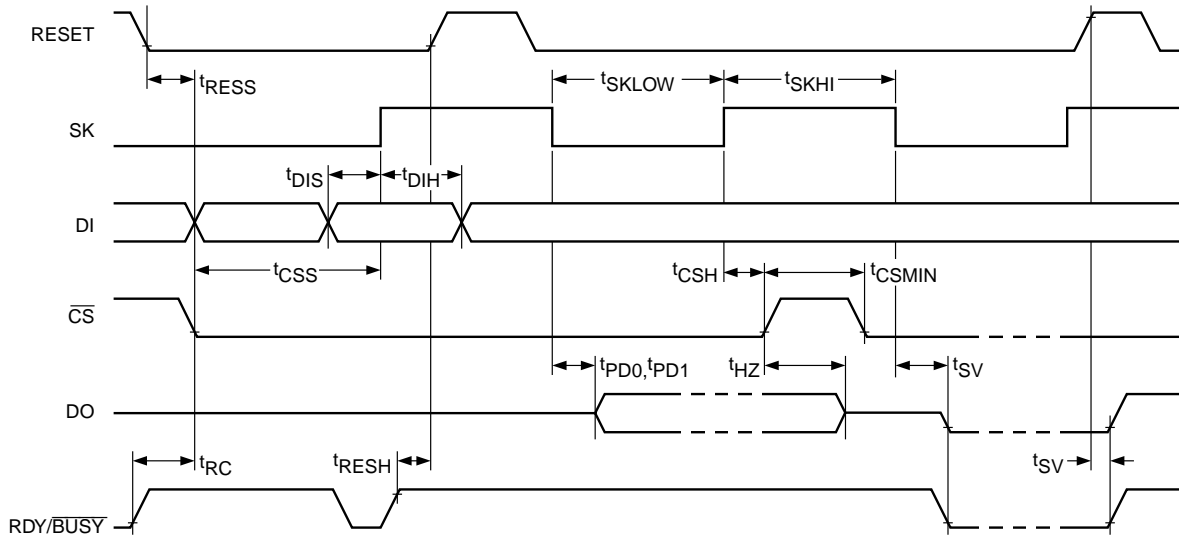 RESET
tRESS
tSKLOW
tSKHI
SK
tDIS
tDIH
DI
tCSS
tCSH
tCSMIN
CS
tPD0,tPD1
tHZ
tSV
DO
tRC
tRESH
tSV
RDY/BUSY